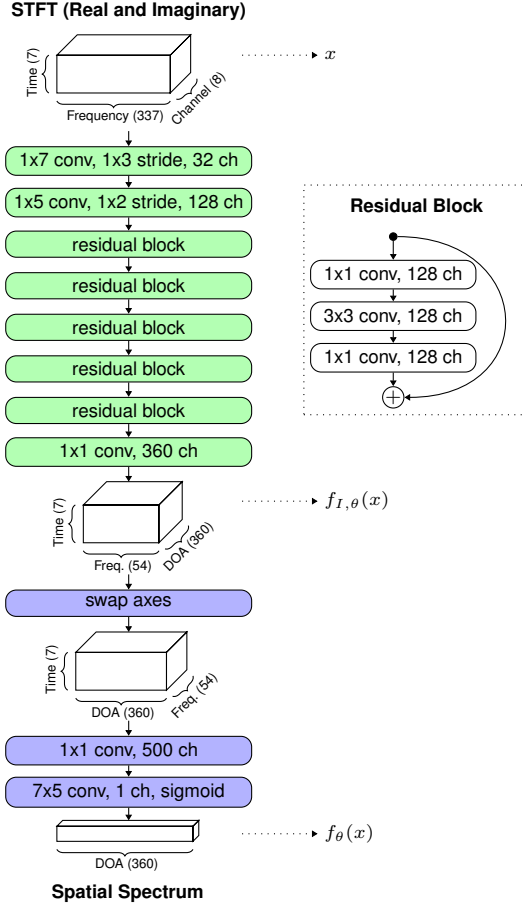 STFT (Real and Imaginary)
Time (7)
Frequency (337)
Channel (8)
x
1x7 conv, 1x3 stride, 32 ch
1x5 conv, 1x2 stride, 128 ch
residual block
residual block
residual block
residual block
residual block
1x1 conv, 360 ch
Residual Block
1x1 conv, 128 ch
3x3 conv, 128 ch
1x1 conv, 128 ch
+
Time (7)
Freq. (54)
DOA (360)
f_{I,θ}(x)
swap axes
Time (7)
DOA (360)
Freq. (54)
1x1 conv, 500 ch
7x5 conv, 1 ch, sigmoid
DOA (360)
f_θ(x)
Spatial Spectrum